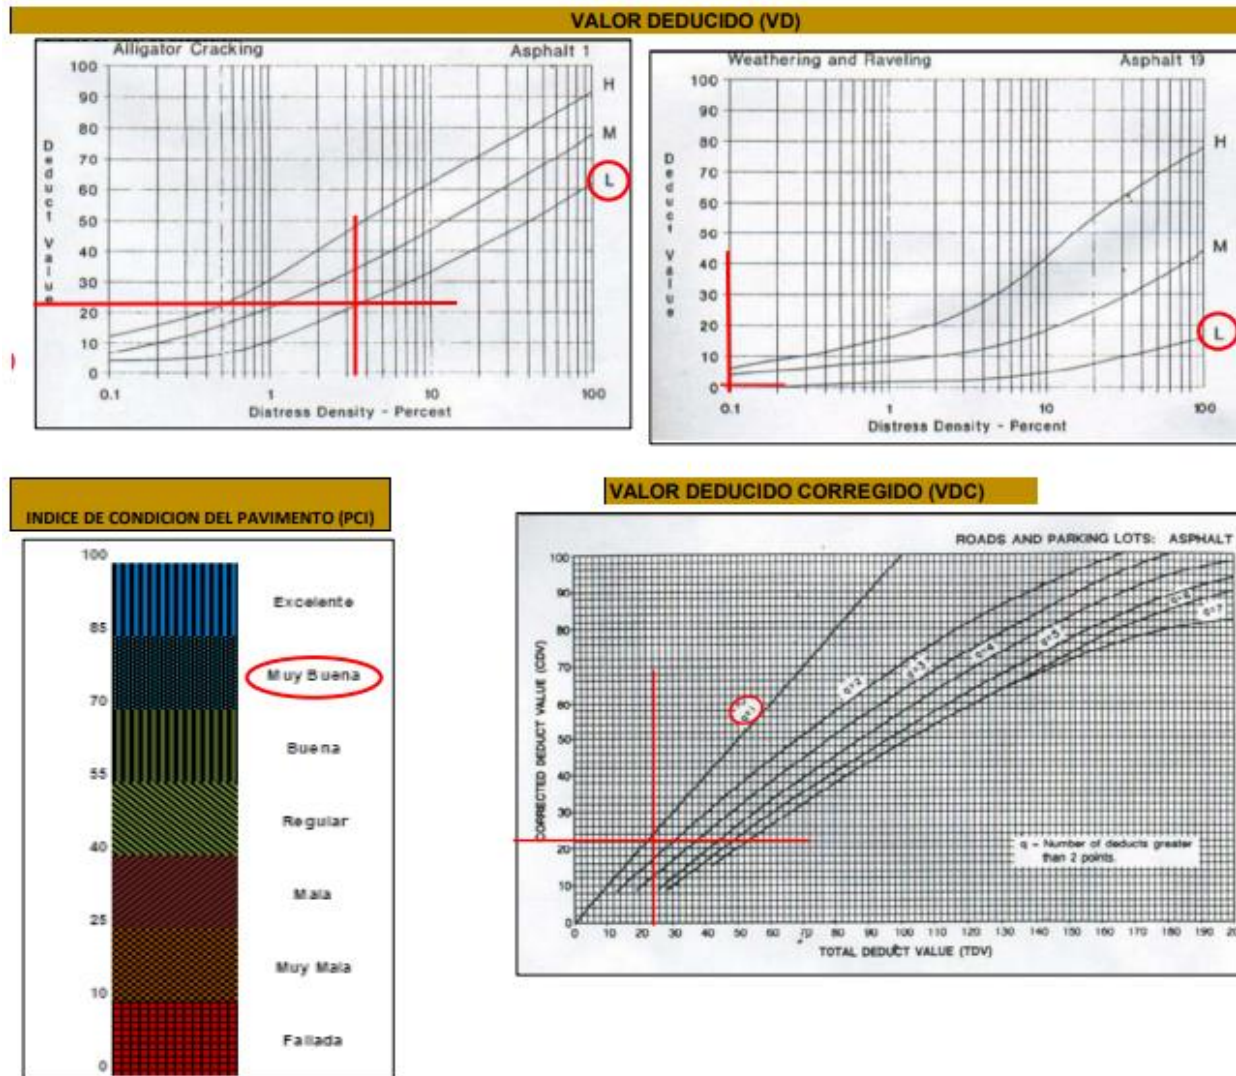 VALOR DEDUCIDO (VD)
Alligator Cracking
Asphalt 1
100
90
80
70
60
50
40
30
20
10
0
Deduct Value
H
M
L
0.1
1
10
100
Distress Density - Percent
Weathering and Raveling
Asphalt 19
100
90
80
70
60
50
40
30
20
10
0
Deduct Value
H
M
L
0.1
1
10
100
Distress Density - Percent
INDICE DE CONDICION DEL PAVIMENTO (PCI)
100
Excelente
85
Muy Buena
70
Buena
55
Regular
40
Mala
25
Muy Mala
10
Fallada
0
VALOR DEDUCIDO CORREGIDO (VDC)
ROADS AND PARKING LOTS: ASPHALT
100
90
80
70
60
50
40
30
20
10
0
CORRECTED DEDUCT VALUE (CDV)
q=1
q=2
q=3
q=4
q=5
q=6
q=7
q = Number of deducts greater
than 2 points.
0 10 20 30 40 50 60 70 80 90 100 110 120 130 140 150 160 170 180 190 20
TOTAL DEDUCT VALUE (TDV)